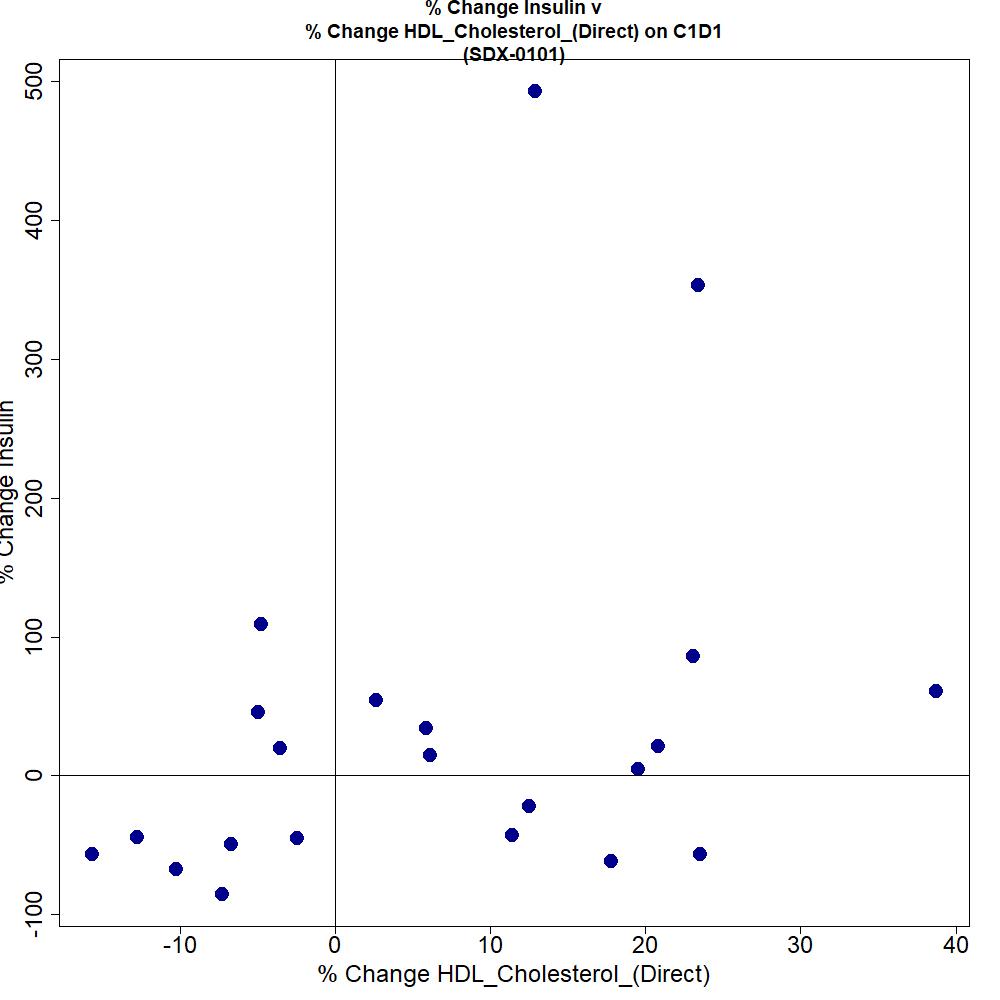 % Change Insulin v
% Change HDL_Cholesterol_(Direct) on C1D1
(SDX-0101)
500
400
300
200
100
0
-100
% Change Insulin
-10
0
10
20
30
40
% Change HDL_Cholesterol_(Direct)